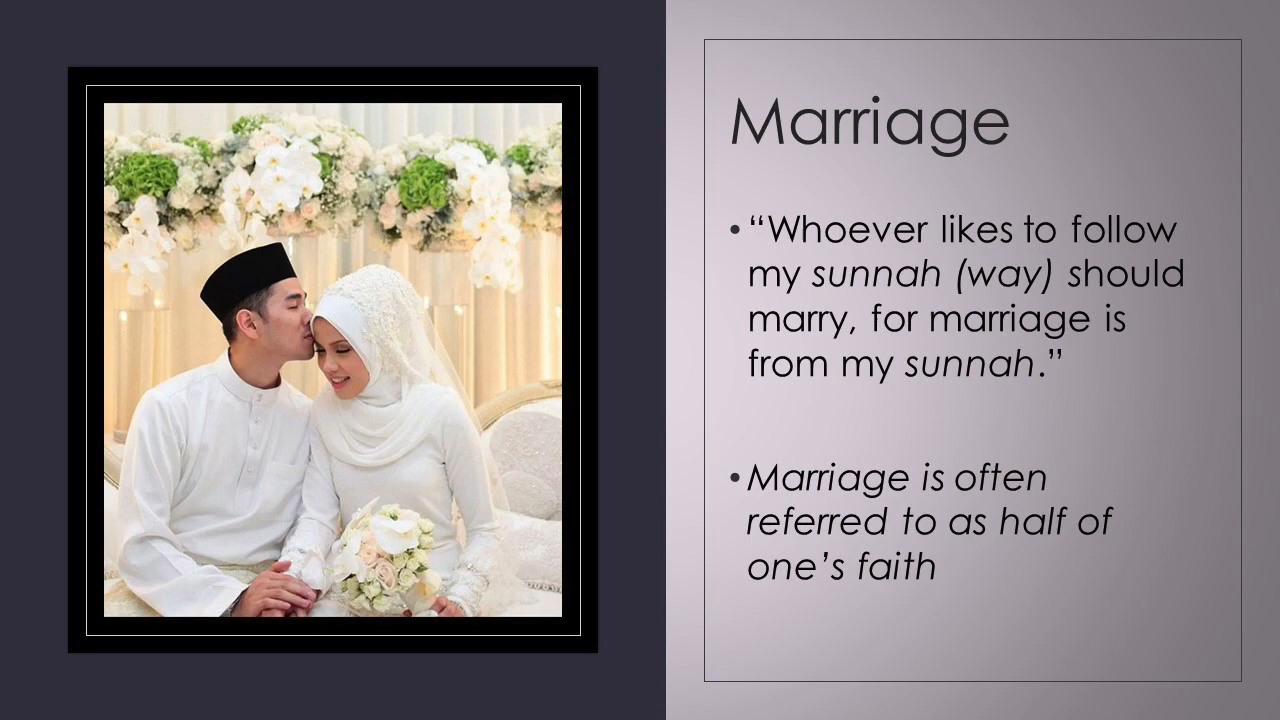 Marriage
• “Whoever likes to follow
my sunnah (way) should
marry, for marriage is
from my sunnah.”
• Marriage is often
referred to as half of
one’s faith